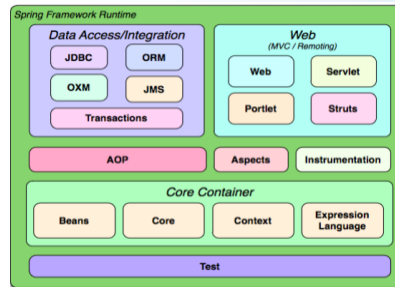 Spring Framework Runtime
Data Access/Integration
JDBC
ORM
OXM
JMS
Transactions
Web
(MVC / Remoting)
Web
Servlet
Portlet
Struts
AOP
Aspects
Instrumentation
Core Container
Beans
Core
Context
Expression
Language
Test